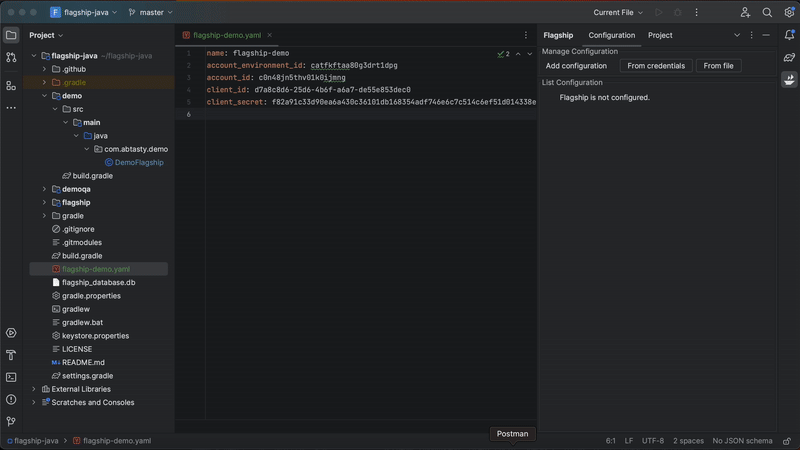 flagship-java
master
Current File
Project
flagship-java ~/flagship-java
.github
.gradle
demo
src
main
java
com.abtasty.demo
DemoFlagship
build.gradle
demoqa
flagship
gradle
.gitignore
.gitmodules
build.gradle
flagship-demo.yaml
flagship_database.db
gradle.properties
gradlew
gradlew.bat
keystore.properties
LICENSE
README.md
settings.gradle
External Libraries
Scratches and Consoles
flagship-demo.yaml
1 name: flagship-demo
2 account_environment_id: catfkftaa80g3drt1dpg
3 account_id: c0n48jn5thv01k0ijmng
4 client_id: d7a8c8d6-25d6-4b6f-a6a7-de55e853dec0
5 client_secret: f82a91c33d90ea6a430c36101db168354adf746e6c7c514c6ef51d014338e
6
2
Flagship Configuration Project
Manage Configuration
Add configuration From credentials From file
List Configuration
Flagship is not configured.
Postman
flagship-java > flagship-demo.yaml
6:1 LF UTF-8 2 spaces No JSON schema